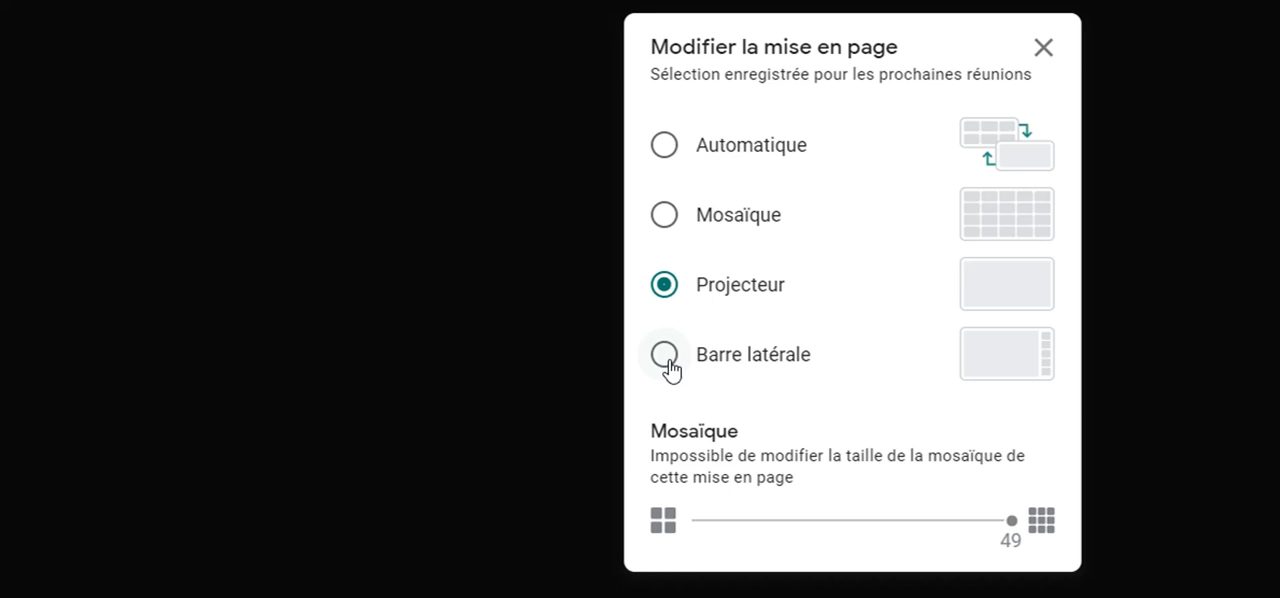 Modifier la mise en page
Sélection enregistrée pour les prochaines réunions
Automatique
Mosaïque
Projecteur
Barre latérale
Mosaïque
Impossible de modifier la taille de la mosaïque de
cette mise en page
49